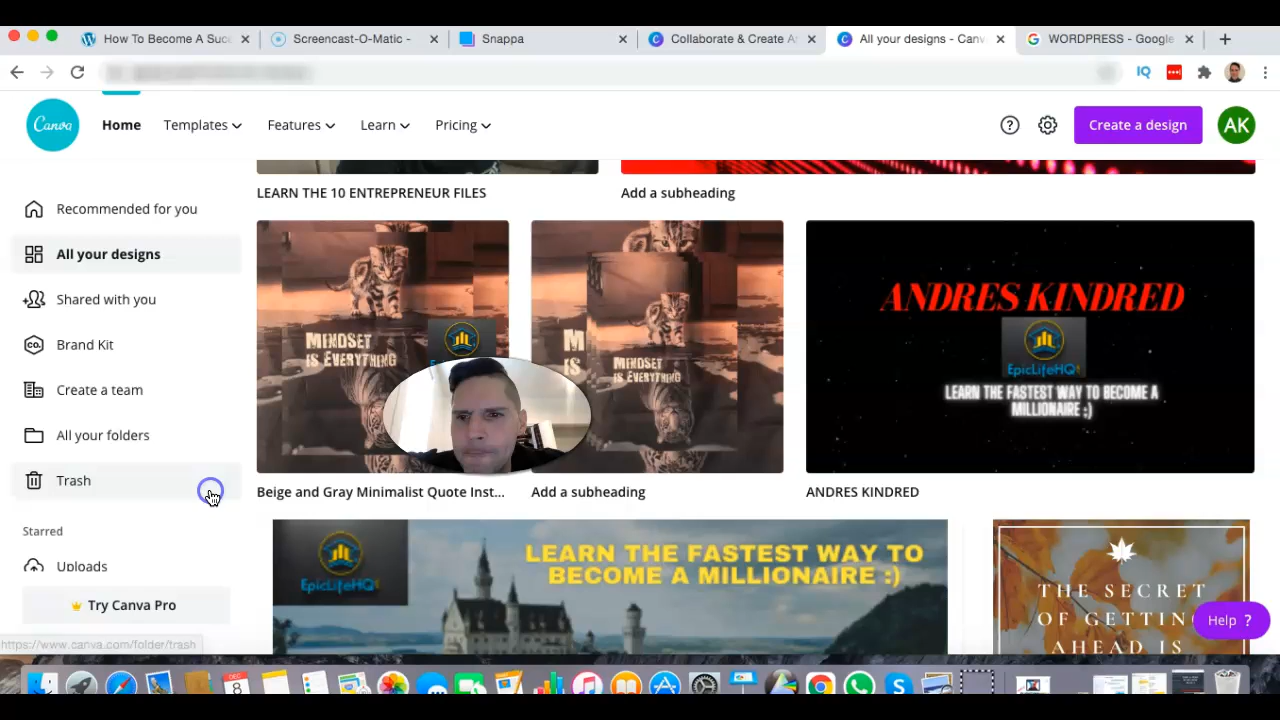 How To Become A Suc
Screencast-O-Matic -
Snappa
Collaborate & Create A
All your designs - Canv
WORDPRESS - Google
IQ
Canva
Home
Templates
Features
Learn
Pricing
?
Create a design
AK
Recommended for you
All your designs
Shared with you
Brand Kit
Create a team
All your folders
Trash
Starred
Uploads
Try Canva Pro
https://www.canva.com/folder/trash
LEARN THE 10 ENTREPRENEUR FILES
Add a subheading
MINDSET
IS EVERYTHING
M
IS
MINDSET
IS EVERYTHING
ANDRES KINDRED
EpicLifeHQ
LEARN THE FASTEST WAY TO BECOME A
MILLIONAIRE ;)
Beige and Gray Minimalist Quote Inst...
Add a subheading
ANDRES KINDRED
EpicLifeHQ
LEARN THE FASTEST WAY TO
BECOME A MILLIONAIRE :)
THE SECRET
OF GETTIN
AHEAD IS
Help ?
DEC
8